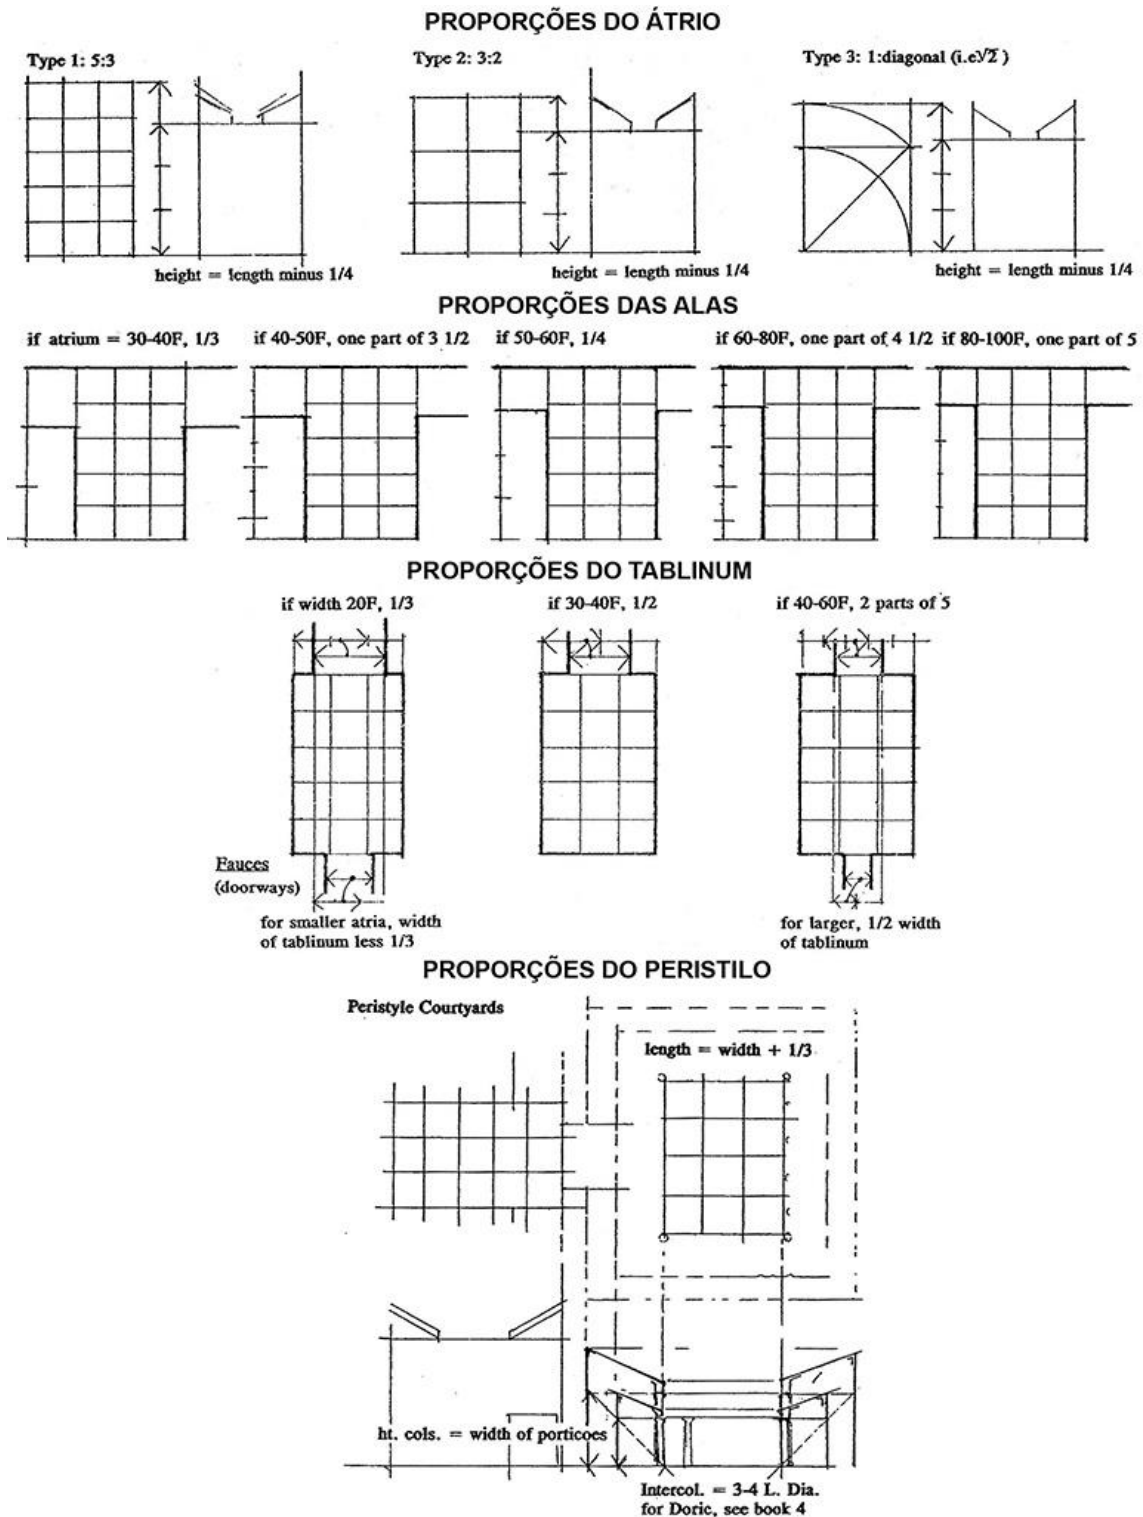 PROPORÇÕES DO ÁTRIO
Type 1: 5:3
Type 2: 3:2
Type 3: 1:diagonal (i.e√2 )
height = length minus 1/4
height = length minus 1/4
height = length minus 1/4
PROPORÇÕES DAS ALAS
if atrium = 30-40F, 1/3
if 40-50F, one part of 3 1/2
if 50-60F, 1/4
if 60-80F, one part of 4 1/2
if 80-100F, one part of 5
PROPORÇÕES DO TABLINUM
if width 20F, 1/3
if 30-40F, 1/2
if 40-60F, 2 parts of 5
Fauces
(doorways)
for smaller atria, width
of tablinum less 1/3
for larger, 1/2 width
of tablinum
PROPORÇÕES DO PERISTILO
Peristyle Courtyards
length = width + 1/3
ht. cols. = width of porticoes
Intercol. = 3-4 L. Dia.
for Doric, see book 4